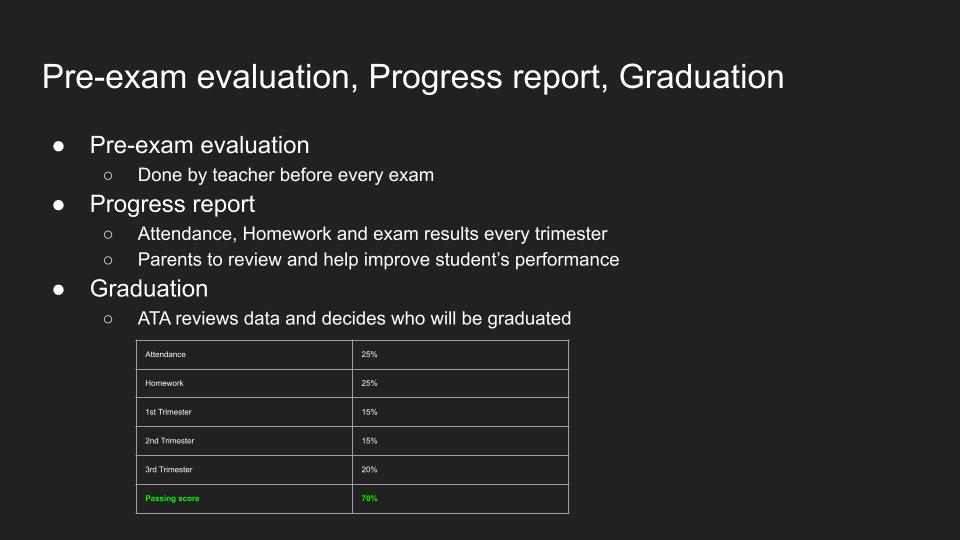 Pre-exam evaluation, Progress report, Graduation
● Pre-exam evaluation
○ Done by teacher before every exam
● Progress report
○ Attendance, Homework and exam results every trimester
○ Parents to review and help improve student’s performance
● Graduation
○ ATA reviews data and decides who will be graduated
Attendance 25%
Homework 25%
1st Trimester 15%
2nd Trimester 15%
3rd Trimester 20%
Passing score 70%